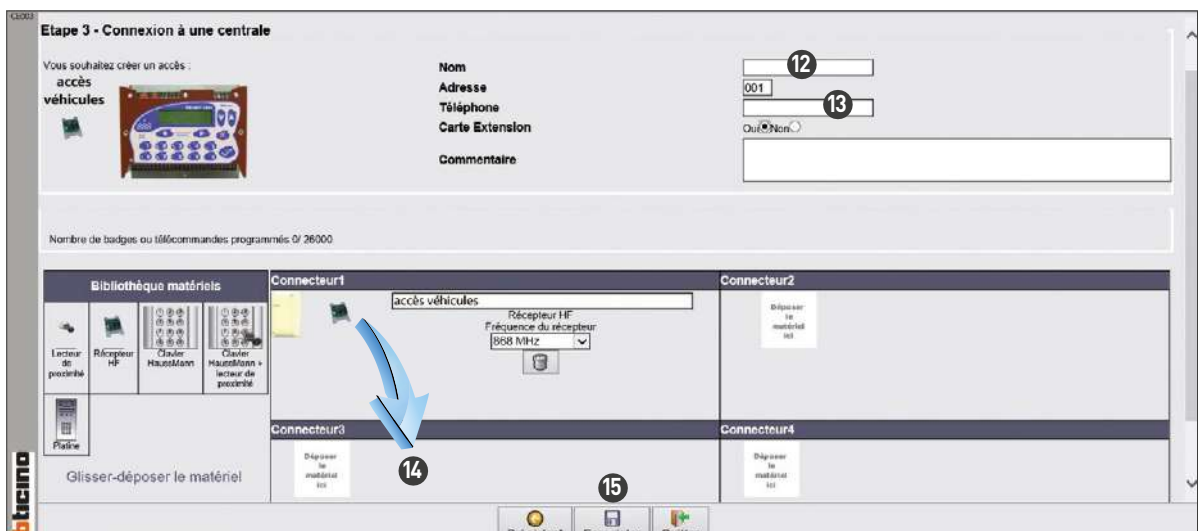 CE003
Etape 3 - Connexion à une centrale
Vous souhaitez créer un accès :
accès
véhicules
Nom
12
Adresse
001
Téléphone
13
Carte Extension
Oui Non
Commentaire
Nombre de badges ou télécommandes programmés 0/ 26000
Bibliothèque matériels
Lecteur
de
proximité
Récepteur
HF
Clavier
HaussMann
Clavier
HaussMann +
lecteur de
proximité
Platine
Glisser-déposer le matériel
Connecteur1
accès véhicules
Récepteur HF
Fréquence du récepteur
868 MHz
Connecteur2
Déposer
le
matériel
ici
Connecteur3
Déposer
le
matériel
ici
14
Connecteur4
Déposer
le
matériel
ici
15
bticino